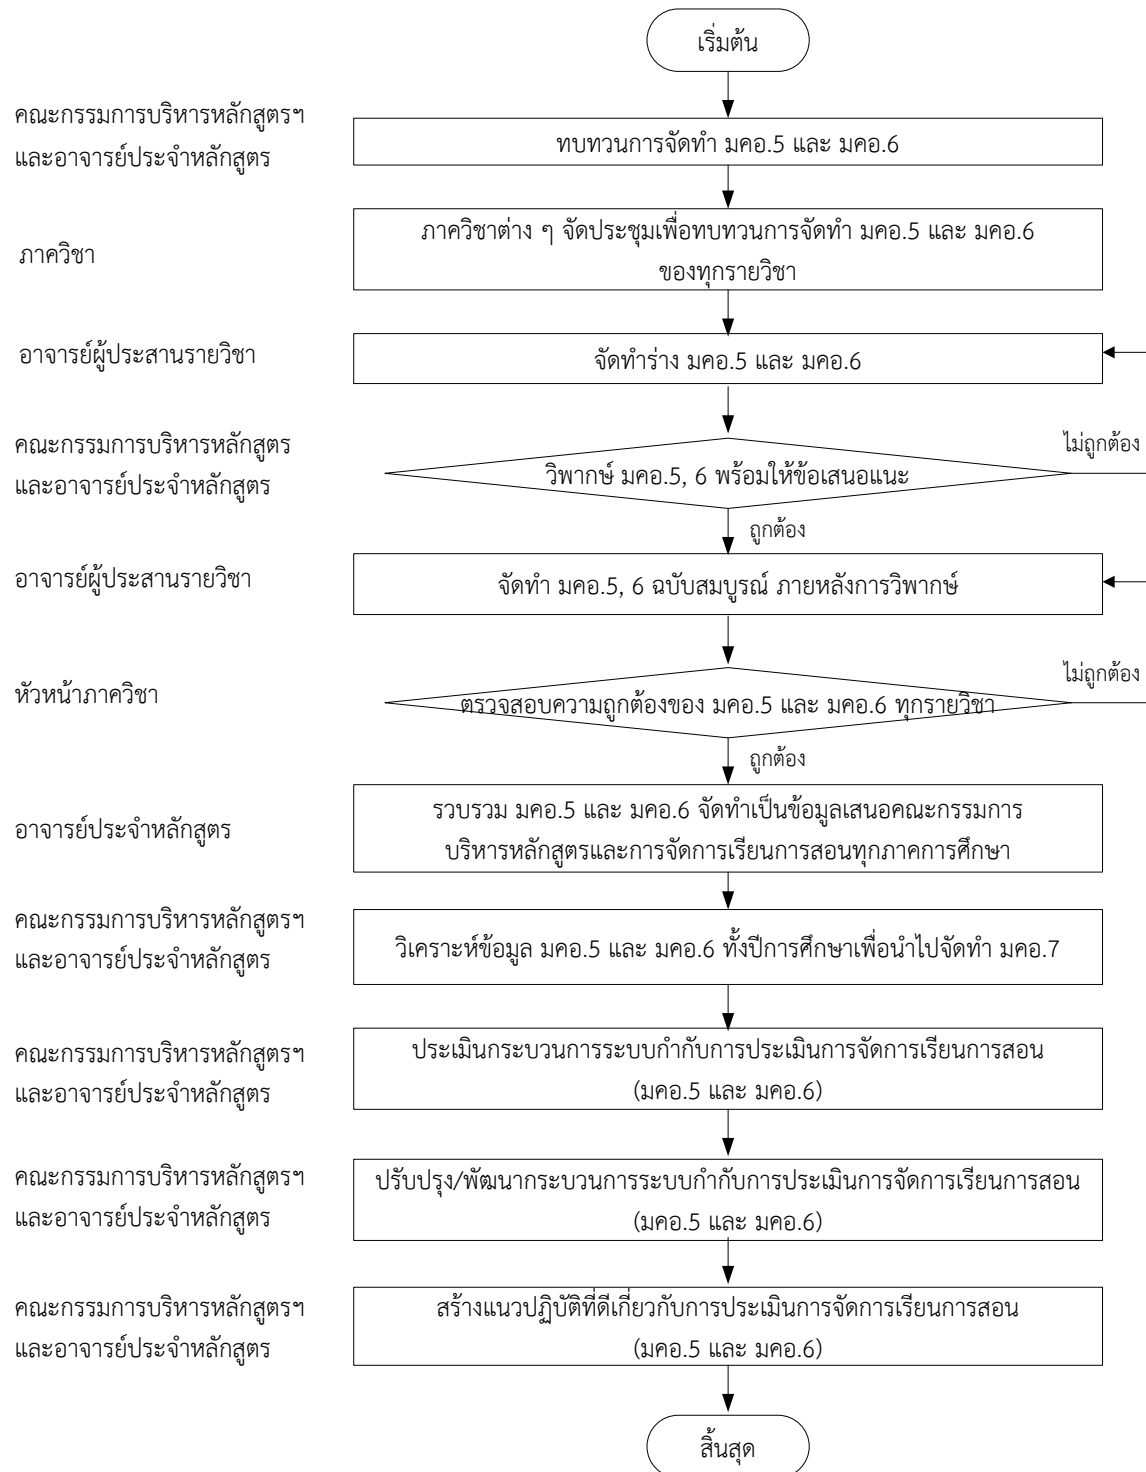 เริ่มต้น
คณะกรรมการบริหารหลักสูตรฯ
และอาจารย์ประจำหลักสูตร
ทบทวนการจัดทำ มคอ.5 และ มคอ.6
ภาควิชา
ภาควิชาต่าง ๆ จัดประชุมเพื่อทบทวนการจัดทำ มคอ.5 และ มคอ.6
ของทุกรายวิชา
อาจารย์ผู้ประสานรายวิชา
จัดทำร่าง มคอ.5 และ มคอ.6
คณะกรรมการบริหารหลักสูตร
และอาจารย์ประจำหลักสูตร
วิพากษ์ มคอ.5, 6 พร้อมให้ข้อเสนอแนะ
ไม่ถูกต้อง
ถูกต้อง
อาจารย์ผู้ประสานรายวิชา
จัดทำ มคอ.5, 6 ฉบับสมบูรณ์ ภายหลังการวิพากษ์
หัวหน้าภาควิชา
ตรวจสอบความถูกต้องของ มคอ.5 และ มคอ.6 ทุกรายวิชา
ไม่ถูกต้อง
ถูกต้อง
อาจารย์ประจำหลักสูตร
รวบรวม มคอ.5 และ มคอ.6 จัดทำเป็นข้อมูลเสนอคณะกรรมการ
บริหารหลักสูตรและการจัดการเรียนการสอนทุกภาคการศึกษา
คณะกรรมการบริหารหลักสูตรฯ
และอาจารย์ประจำหลักสูตร
วิเคราะห์ข้อมูล มคอ.5 และ มคอ.6 ทั้งปีการศึกษาเพื่อนำไปจัดทำ มคอ.7
คณะกรรมการบริหารหลักสูตรฯ
และอาจารย์ประจำหลักสูตร
ประเมินกระบวนการระบบกำกับการประเมินการจัดการเรียนการสอน
(มคอ.5 และ มคอ.6)
คณะกรรมการบริหารหลักสูตรฯ
และอาจารย์ประจำหลักสูตร
ปรับปรุง/พัฒนากระบวนการระบบกำกับการประเมินการจัดการเรียนการสอน
(มคอ.5 และ มคอ.6)
คณะกรรมการบริหารหลักสูตรฯ
และอาจารย์ประจำหลักสูตร
สร้างแนวปฏิบัติที่ดีเกี่ยวกับการประเมินการจัดการเรียนการสอน
(มคอ.5 และ มคอ.6)
สิ้นสุด